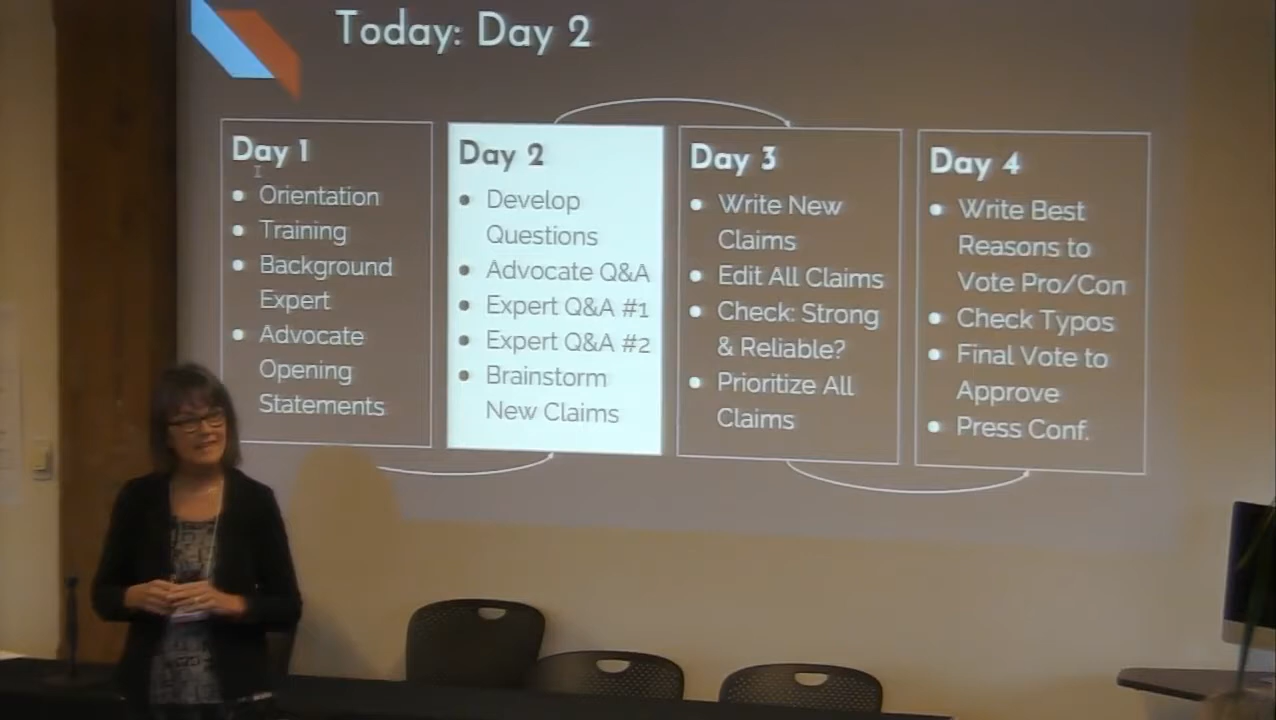 Today: Day 2
Day 1
• Orientation
• Training
• Background
Expert
• Advocate
Opening
Statements
Day 2
• Develop
Questions
• Advocate Q&A
• Expert Q&A #1
• Expert Q&A #2
• Brainstorm
New Claims
Day 3
• Write New
Claims
• Edit All Claims
• Check: Strong
& Reliable?
• Prioritize All
Claims
Day 4
• Write Best
Reasons to
Vote Pro/Con
• Check Typos
• Final Vote to
Approve
• Press Conf.